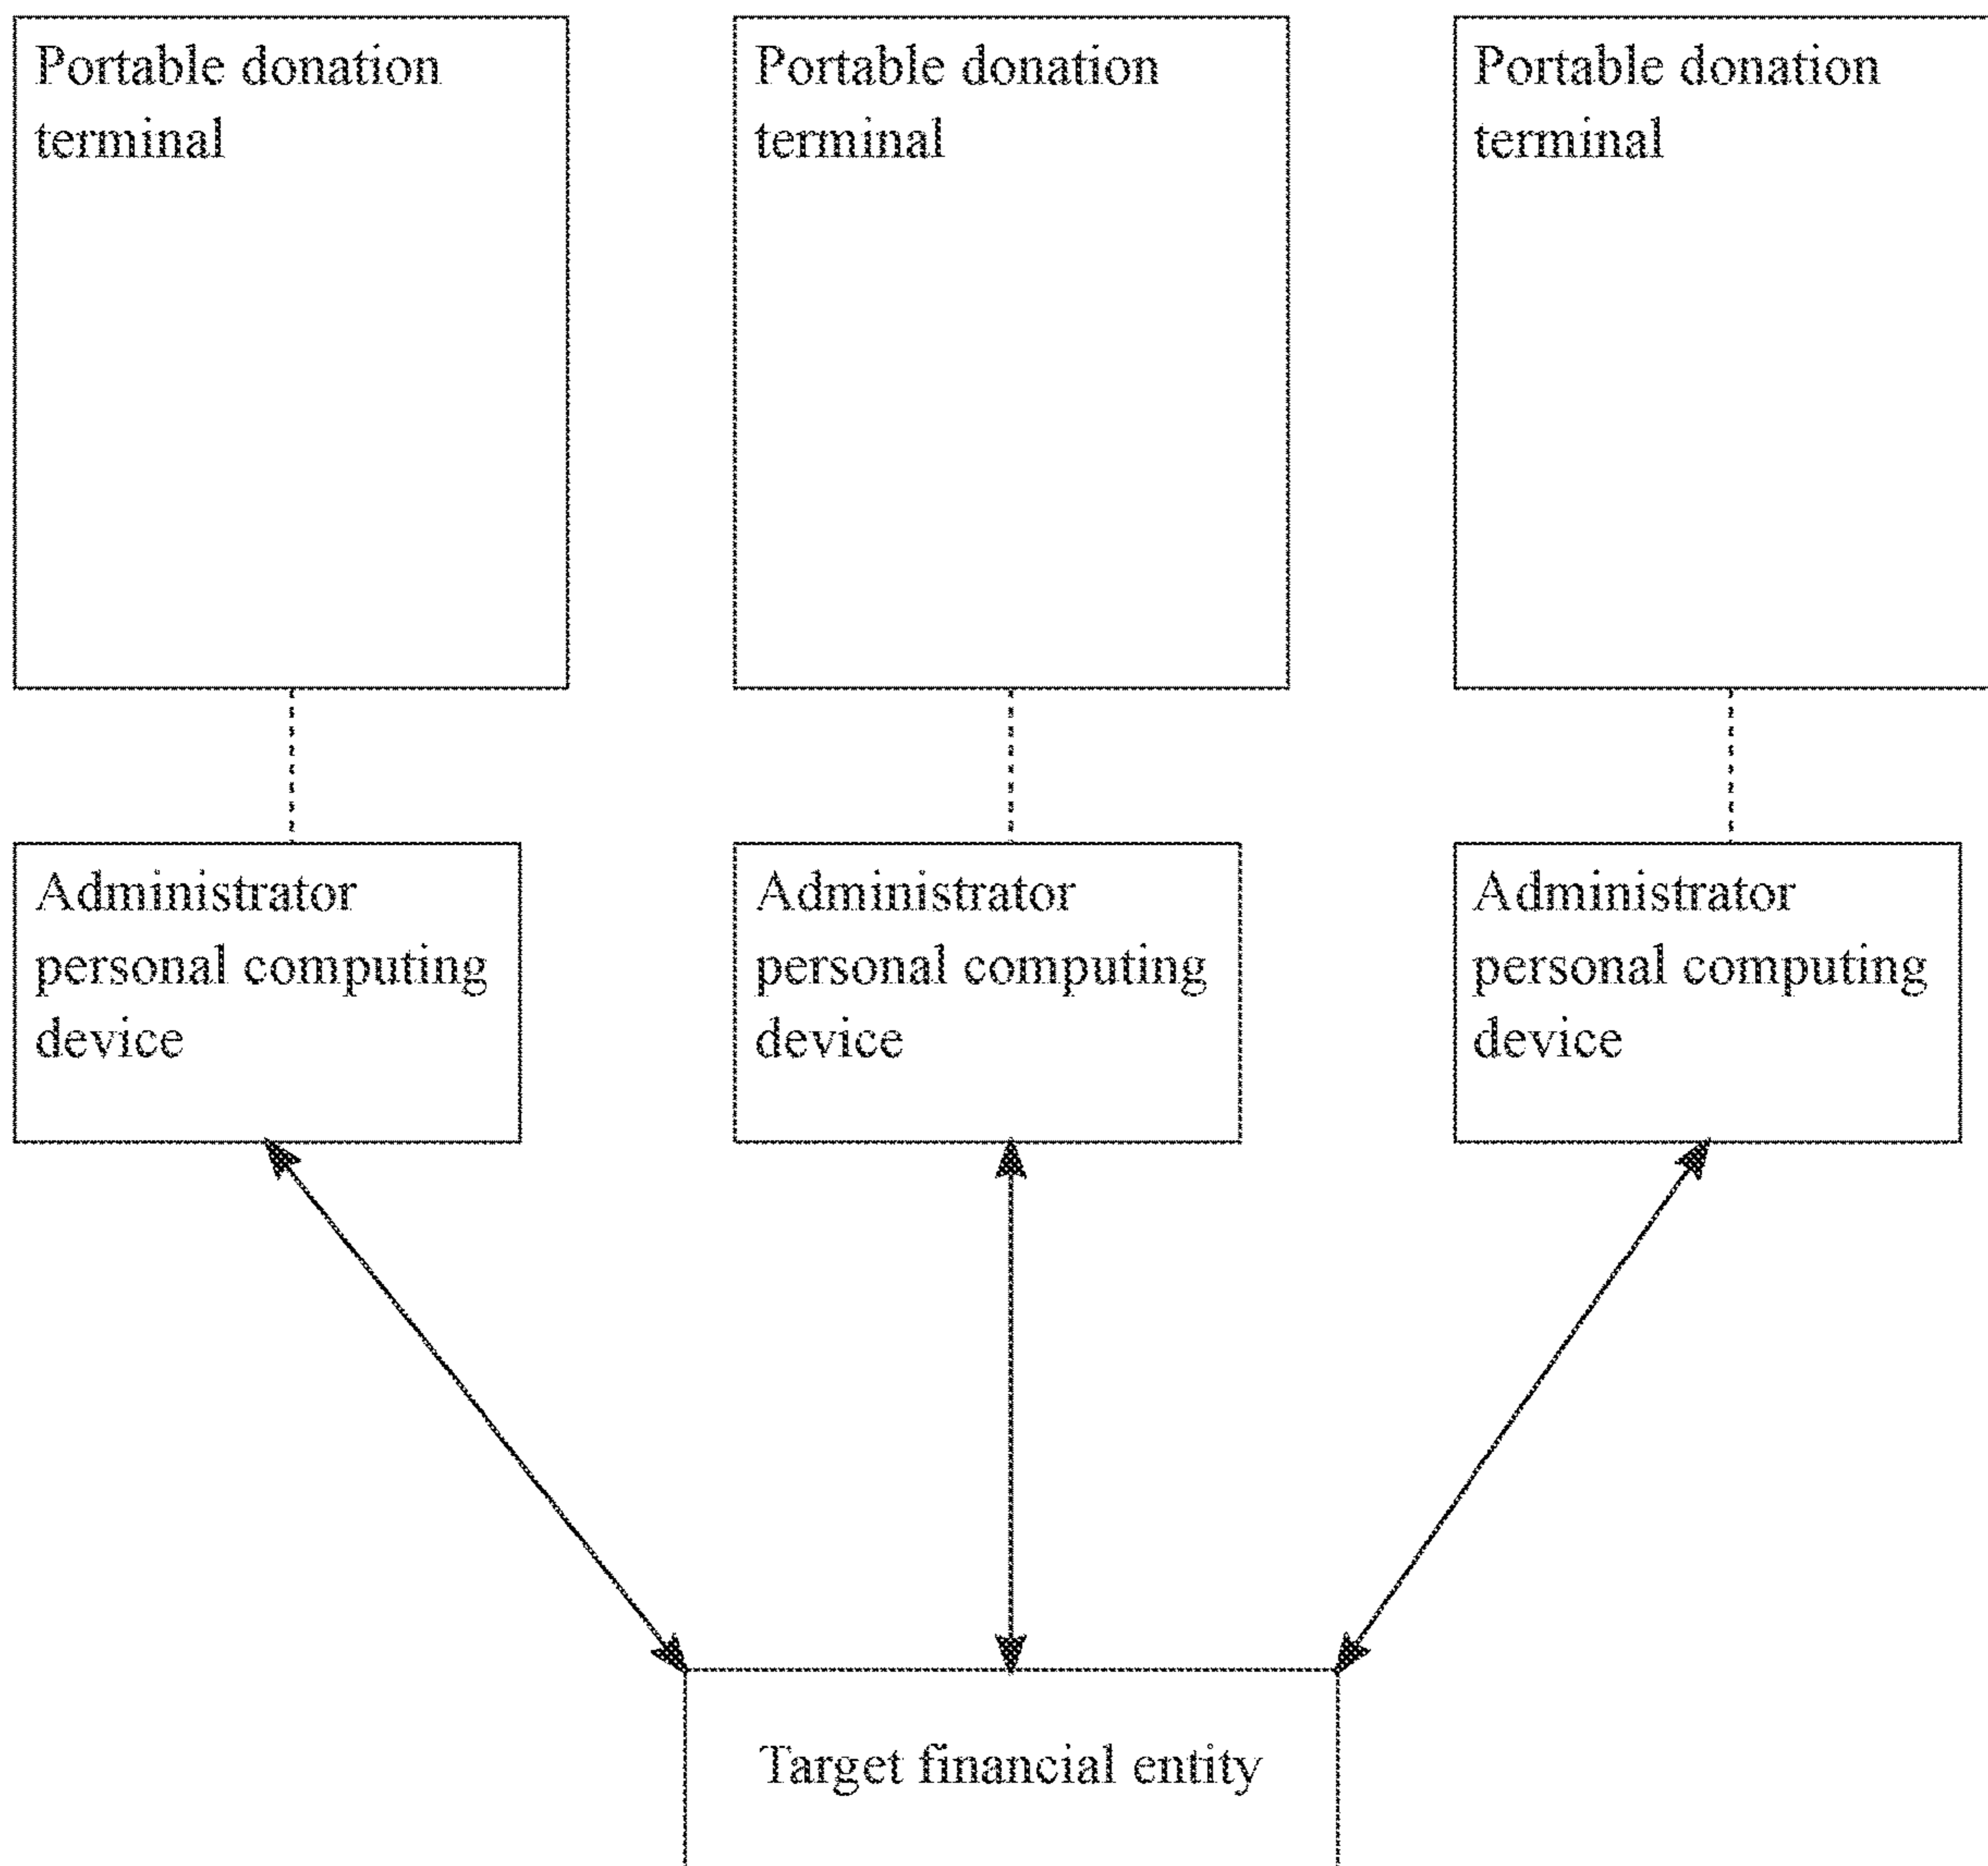 Portable donation
terminal
Portable donation
terminal
Portable donation
terminal
Administrator
personal computing
device
Administrator
personal computing
device
Administrator
personal computing
device
Target financial entity